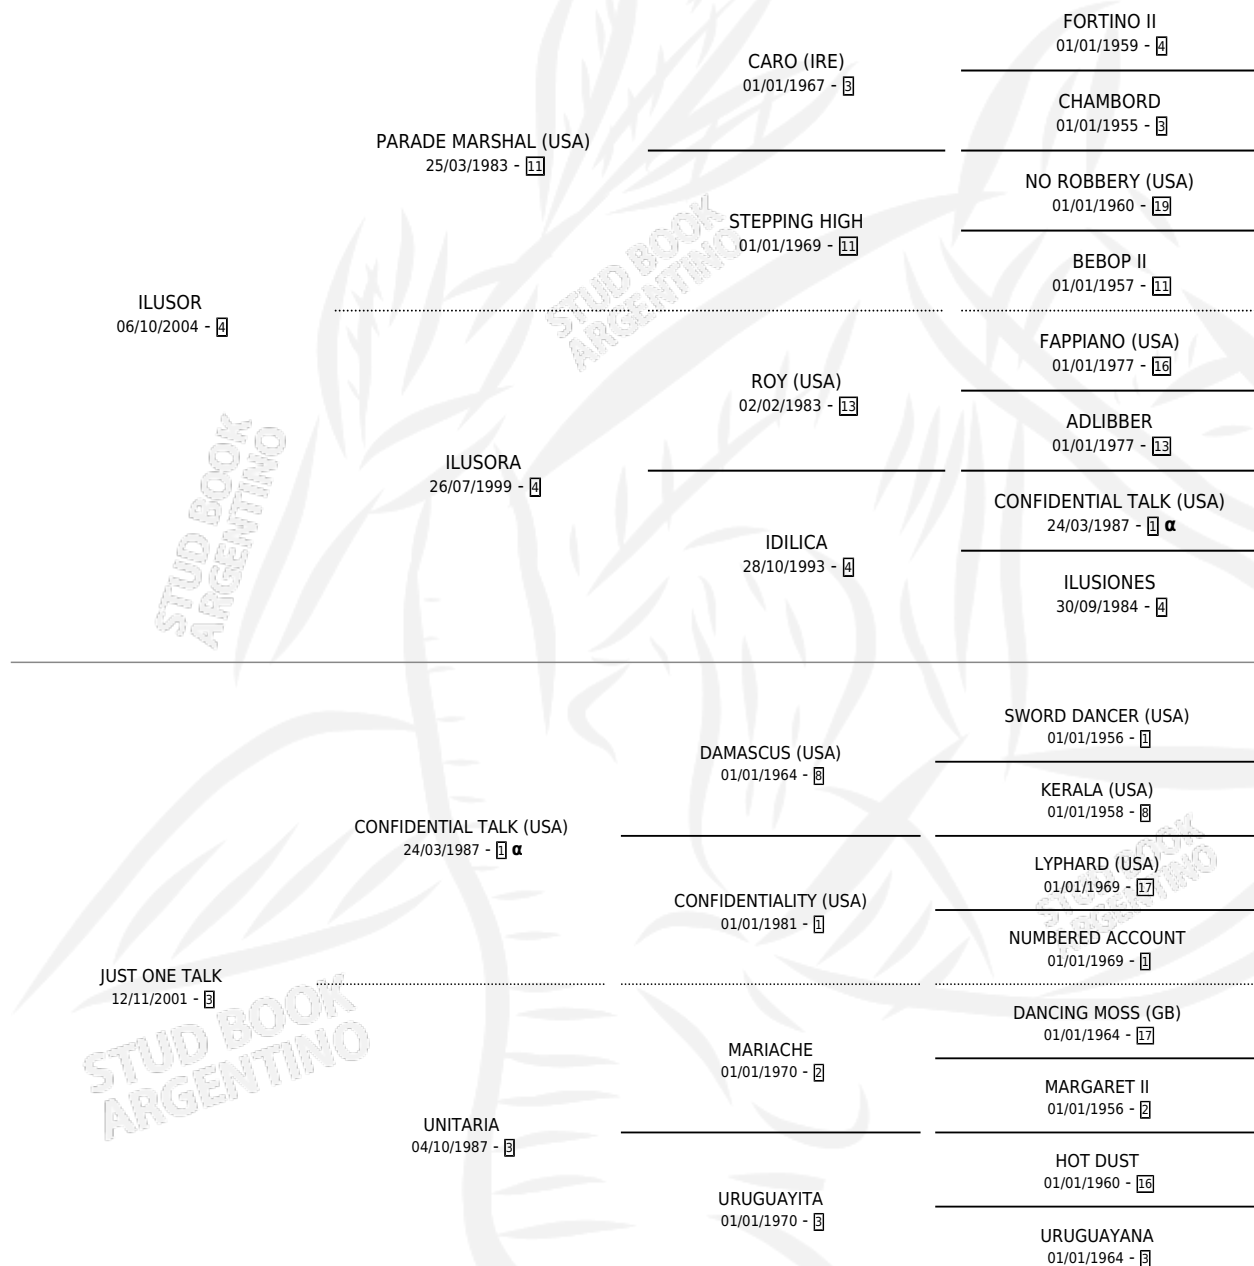 FORTINO II
01/01/1959 - 4
CARO (IRE)
01/01/1967 - 3
CHAMBORD
01/01/1955 - 3
PARADE MARSHAL (USA)
25/03/1983 - 11
NO ROBBERY (USA)
01/01/1960 - 19
STEPPING HIGH
01/01/1969 - 11
BEBOP II
01/01/1957 - 11
ILUSOR
06/10/2004 - 4
FAPPIANO (USA)
01/01/1977 - 16
ROY (USA)
02/02/1983 - 13
ADLIBBER
01/01/1977 - 13
ILUSORA
26/07/1999 - 4
CONFIDENTIAL TALK (USA)
24/03/1987 - 1 α
IDILICA
28/10/1993 - 4
ILUSIONES
30/09/1984 - 4
STUD BOOK
ARGENTINO
STUD BOOK
ARGENTINO
SWORD DANCER (USA)
01/01/1956 - 1
DAMASCUS (USA)
01/01/1964 - 8
KERALA (USA)
01/01/1958 - 8
CONFIDENTIAL TALK (USA)
24/03/1987 - 1 α
LYPHARD (USA)
01/01/1969 - 17
CONFIDENTIALITY (USA)
01/01/1981 - 1
NUMBERED ACCOUNT
01/01/1969 - 1
JUST ONE TALK
12/11/2001 - 3
DANCING MOSS (GB)
01/01/1964 - 17
MARIACHE
01/01/1970 - 2
MARGARET II
01/01/1956 - 2
UNITARIA
04/10/1987 - 3
HOT DUST
01/01/1960 - 16
URUGUAYITA
01/01/1970 - 3
URUGUAYANA
01/01/1964 - 3
STUD BOOK
ARGENTINO
STUD BOOK
ARGENTINO